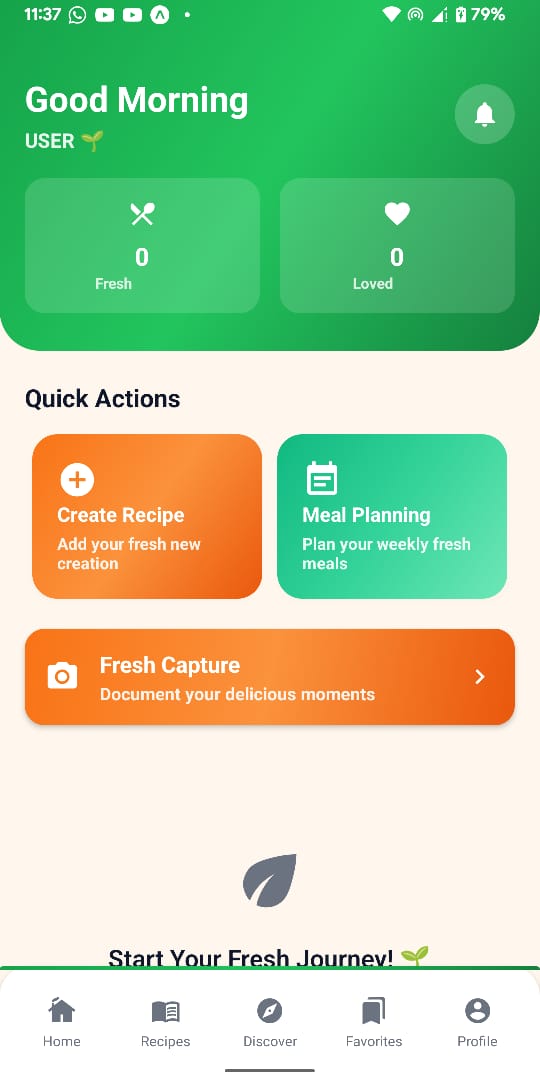 11:37 79%
Good Morning
USER 🌱
0
Fresh
0
Loved
Quick Actions
Create Recipe
Add your fresh new
creation
Meal Planning
Plan your weekly fresh
meals
Fresh Capture
Document your delicious moments
Start Your Fresh Journey! 🌱
Home
Recipes
Discover
Favorites
Profile